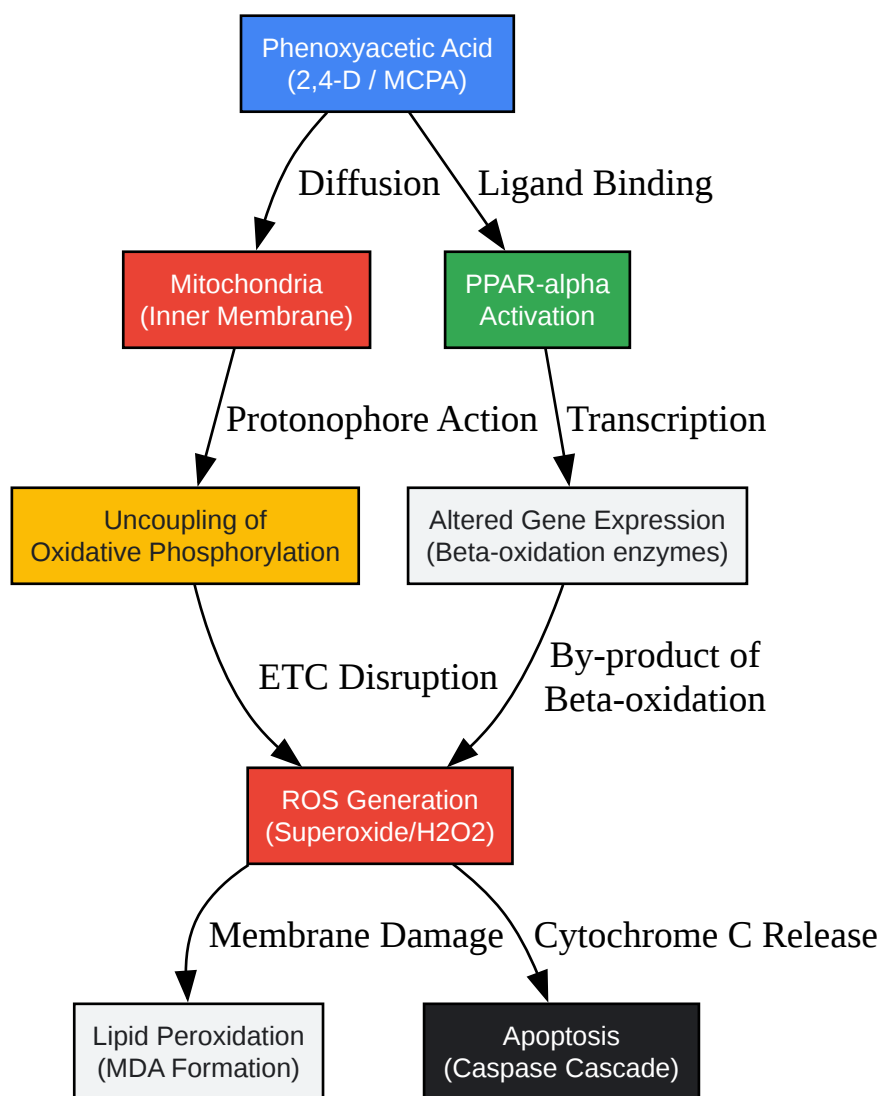 Phenoxyacetic Acid
(2,4-D / MCPA)
Diffusion
Ligand Binding
Mitochondria
(Inner Membrane)
PPAR-alpha
Activation
Protonophore Action
Transcription
Uncoupling of
Oxidative Phosphorylation
Altered Gene Expression
(Beta-oxidation enzymes)
ETC Disruption
By-product of
Beta-oxidation
ROS Generation
(Superoxide/H2O2)
Membrane Damage
Cytochrome C Release
Lipid Peroxidation
(MDA Formation)
Apoptosis
(Caspase Cascade)